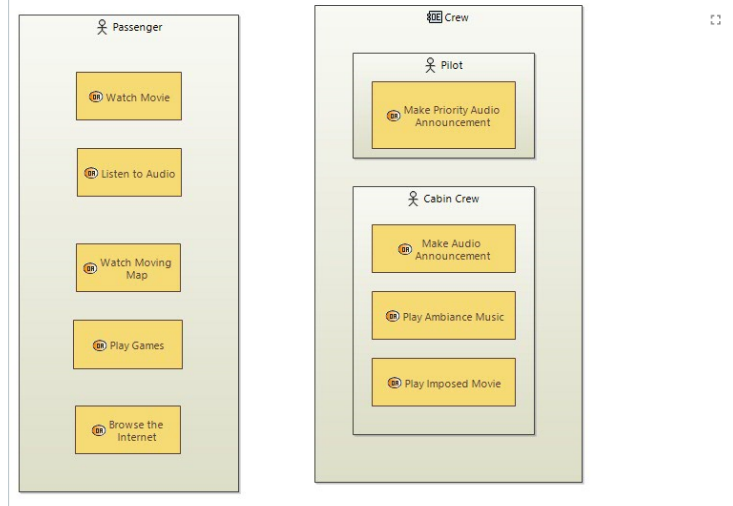 Passenger
Watch Movie
Listen to Audio
Watch Moving
Map
Play Games
Browse the
Internet
Crew
Pilot
Make Priority Audio
Announcement
Cabin Crew
Make Audio
Announcement
Play Ambiance Music
Play Imposed Movie